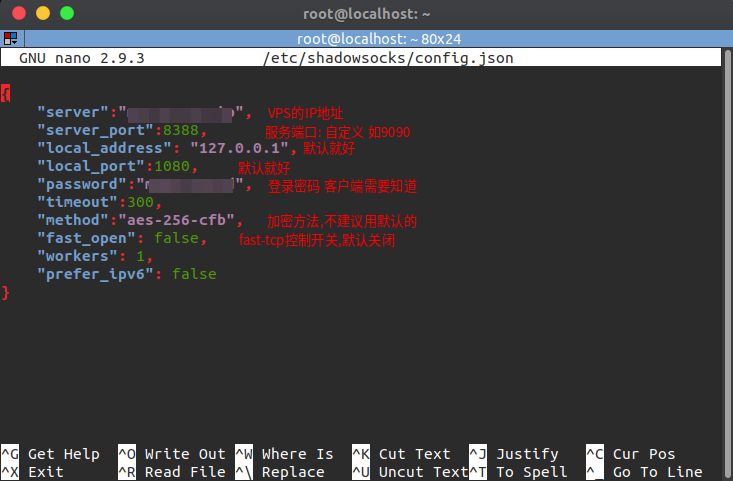 root@localhost: ~
root@localhost: ~ 80x24
GNU nano 2.9.3 /etc/shadowsocks/config.json
{
"server":" ", VPS的IP地址
"server_port":8388, 服务端口: 自定义 如9090
"local_address": "127.0.0.1", 默认就好
"local_port":1080, 默认就好
"password":" ", 登录密码 客户端需要知道
"timeout":300,
"method":"aes-256-cfb", 加密方法,不建议用默认的
"fast_open": false, fast-tcp控制开关,默认关闭
"workers": 1,
"prefer_ipv6": false
}
^G Get Help ^O Write Out ^W Where Is ^K Cut Text ^J Justify ^C Cur Pos
^X Exit ^R Read File ^\ Replace ^U Uncut Text ^T To Spell ^_ Go To Line